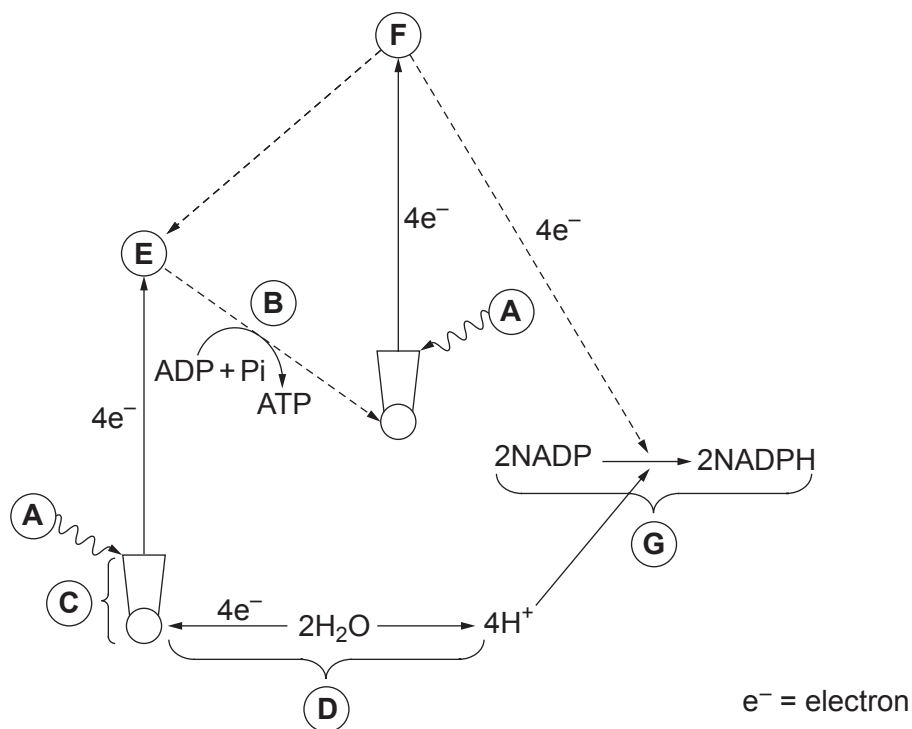 F
4e⁻
4e⁻
E
B
A
ADP + Pi
ATP
4e⁻
2NADP
2NADPH
A
G
C
4e⁻
2H₂O
4H⁺
D
e⁻ = electron